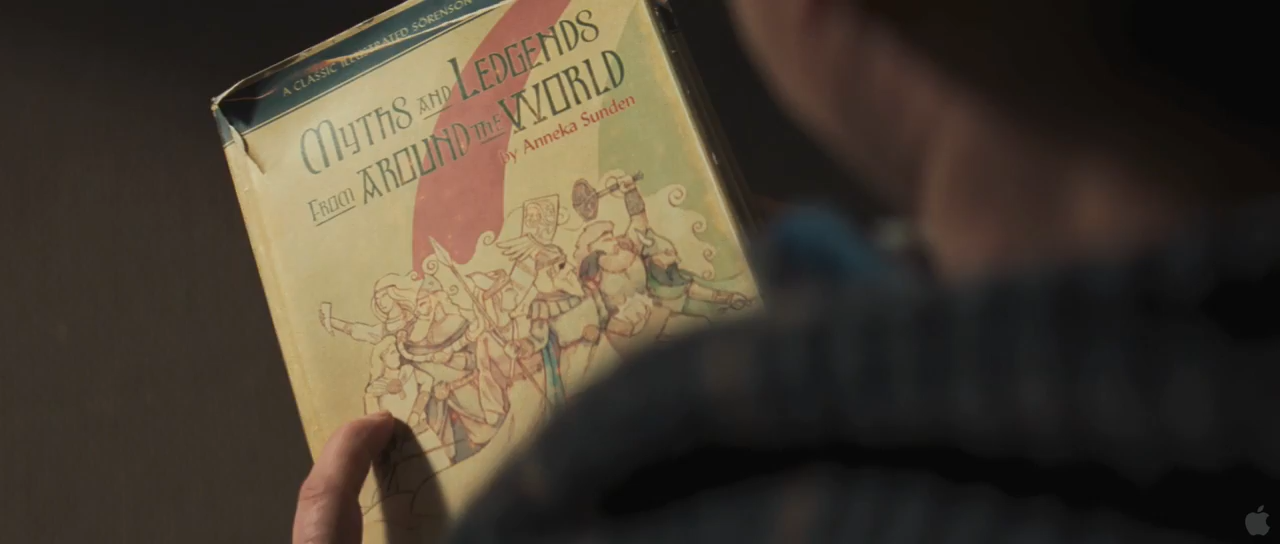 A CLASSIC ILLUSTRATED SORENSON
MYTHS AND LEDGENDS
FROM AROUND THE WORLD
by Anneka Sunden